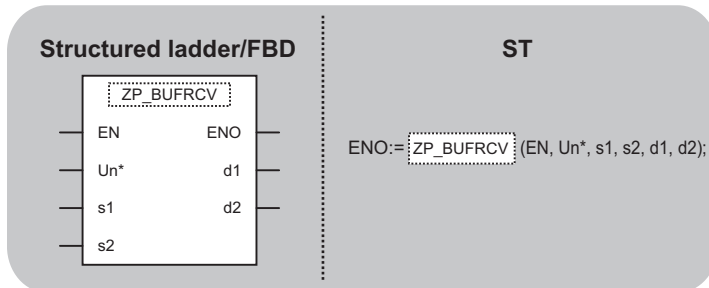 Structured ladder/FBD
ZP_BUFRCV
EN ENO
Un* d1
s1 d2
s2
ST
ENO:= ZP_BUFRCV (EN, Un*, s1, s2, d1, d2);